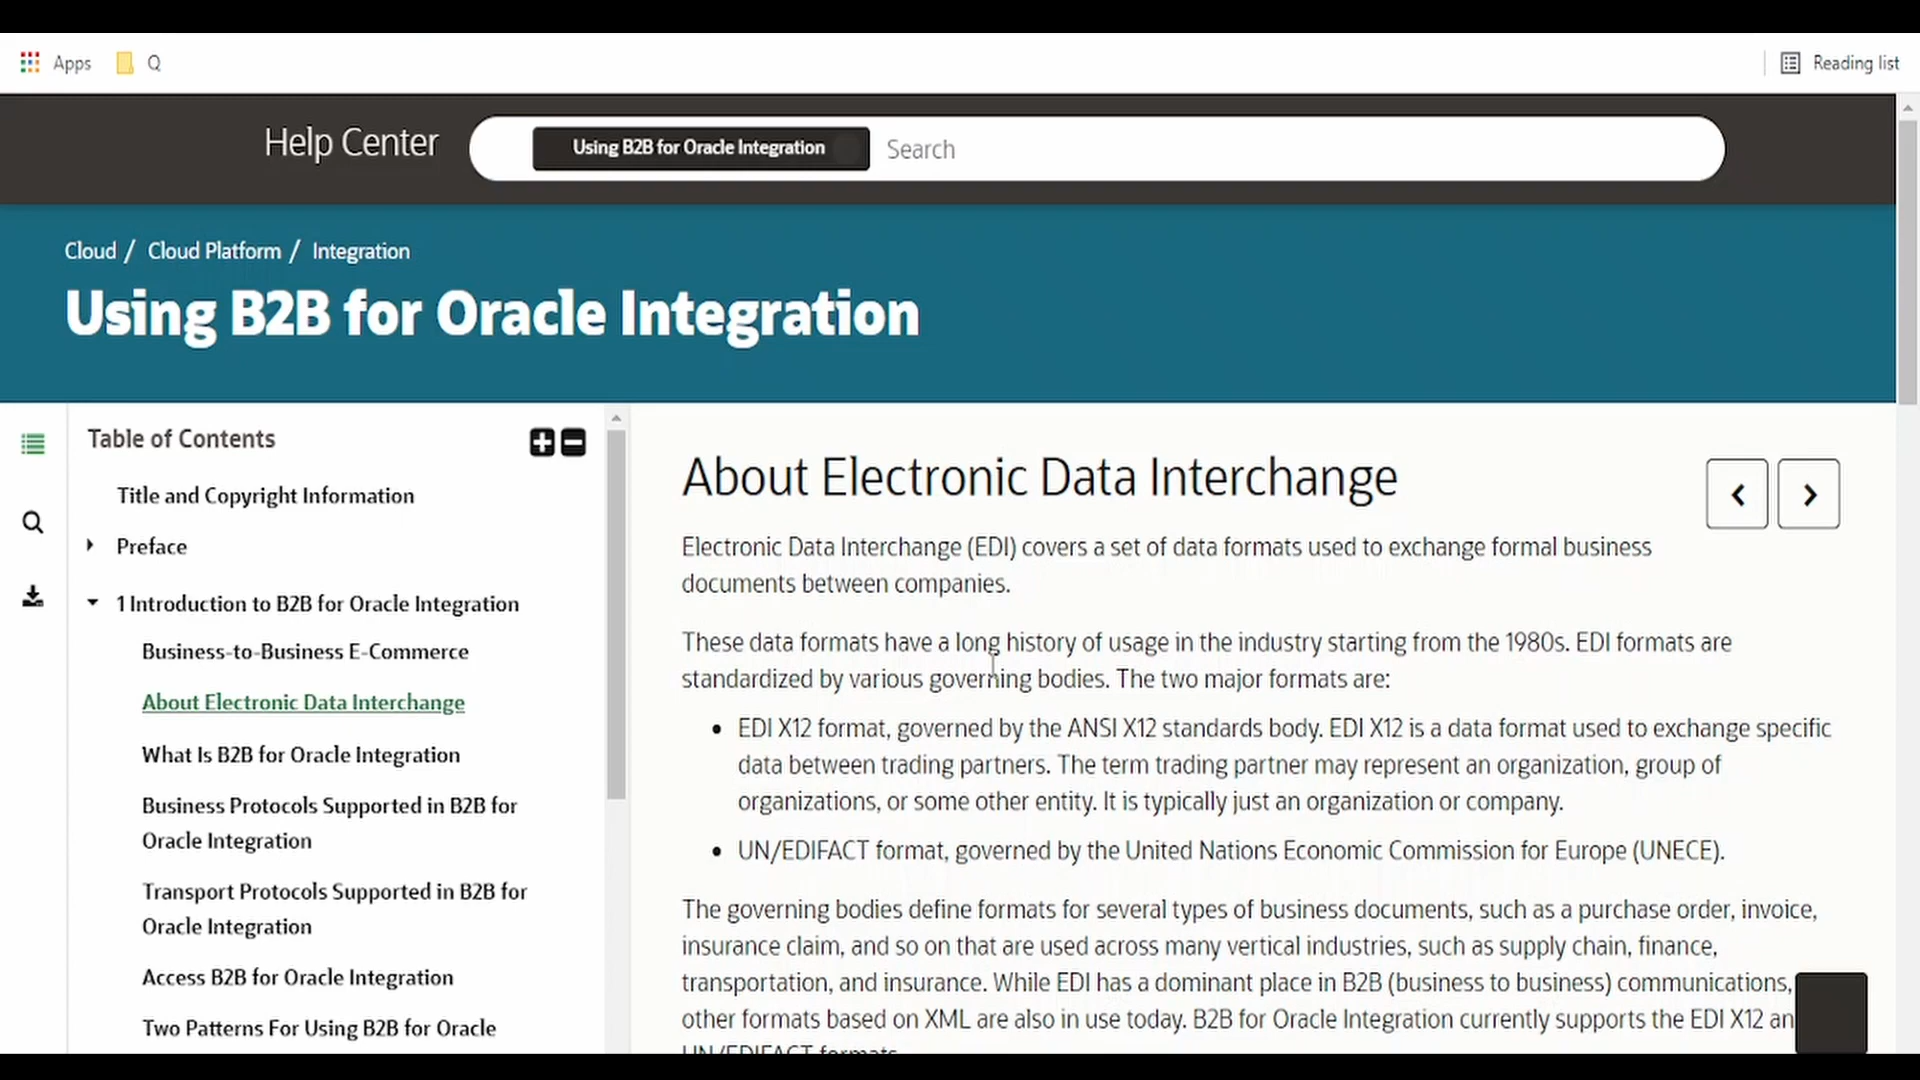 Apps
Q
Reading list
Help Center
Using B2B for Oracle Integration
Search
Cloud / Cloud Platform / Integration
Using B2B for Oracle Integration
Table of Contents
Title and Copyright Information
Preface
1 Introduction to B2B for Oracle Integration
Business-to-Business E-Commerce
About Electronic Data Interchange
What Is B2B for Oracle Integration
Business Protocols Supported in B2B for
Oracle Integration
Transport Protocols Supported in B2B for
Oracle Integration
Access B2B for Oracle Integration
Two Patterns For Using B2B for Oracle
About Electronic Data Interchange
Electronic Data Interchange (EDI) covers a set of data formats used to exchange formal business
documents between companies.
These data formats have a long history of usage in the industry starting from the 1980s. EDI formats are
standardized by various governing bodies. The two major formats are:
• EDI X12 format, governed by the ANSI X12 standards body. EDI X12 is a data format used to exchange specific
data between trading partners. The term trading partner may represent an organization, group of
organizations, or some other entity. It is typically just an organization or company.
• UN/EDIFACT format, governed by the United Nations Economic Commission for Europe (UNECE).
The governing bodies define formats for several types of business documents, such as a purchase order, invoice,
insurance claim, and so on that are used across many vertical industries, such as supply chain, finance,
transportation, and insurance. While EDI has a dominant place in B2B (business to business) communications,
other formats based on XML are also in use today. B2B for Oracle Integration currently supports the EDI X12 an
UN/EDIFACT formats